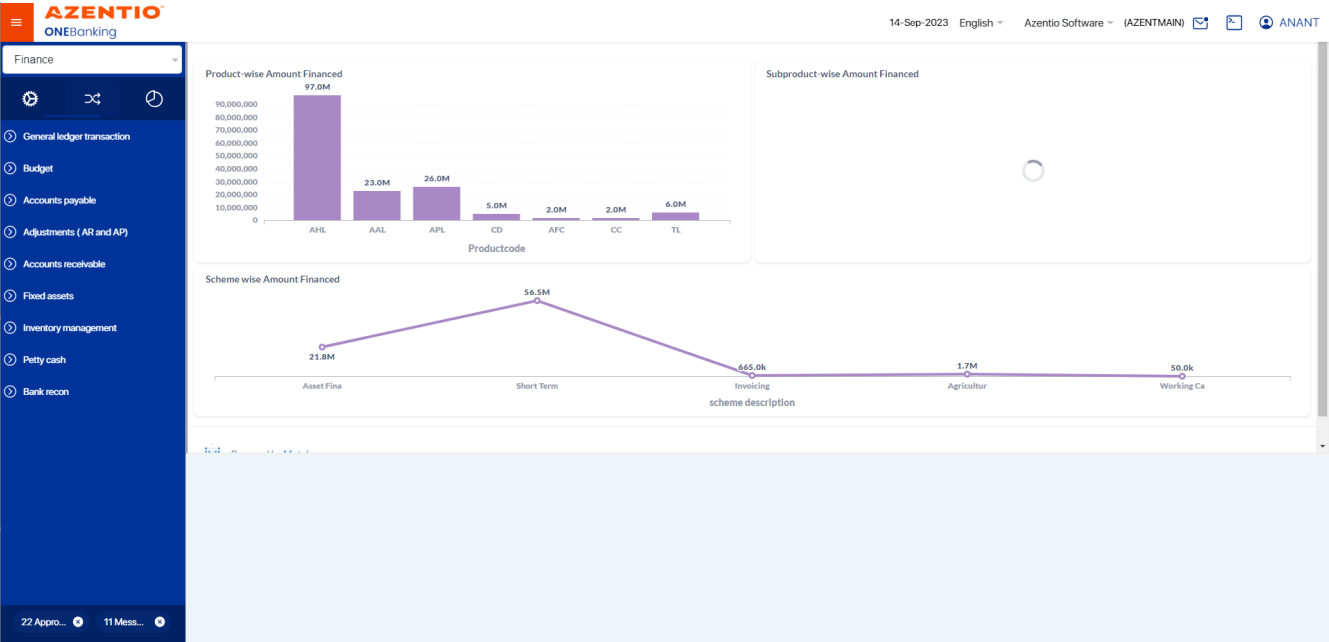 AZENTIO
ONEBanking
14-Sep-2023 English Azentio Software (AZENTMAIN) ANANT
Finance
General ledger transaction
Budget
Accounts payable
Adjustments ( AR and AP)
Accounts receivable
Fixed assets
Inventory management
Petty cash
Bank recon
22 Appro... 11 Mess...
Product-wise Amount Financed
97.0M
90,000,000
80,000,000
70,000,000
60,000,000
50,000,000
40,000,000
30,000,000
20,000,000
10,000,000
0
23.0M
26.0M
5.0M
2.0M
2.0M
6.0M
AHL AAL APL CD AFC CC TL
Productcode
Subproduct-wise Amount Financed
Scheme wise Amount Financed
56.5M
21.8M
665.0k
1.7M
50.0k
Asset Fina Short Term Invoicing Agricultur Working Ca
scheme description